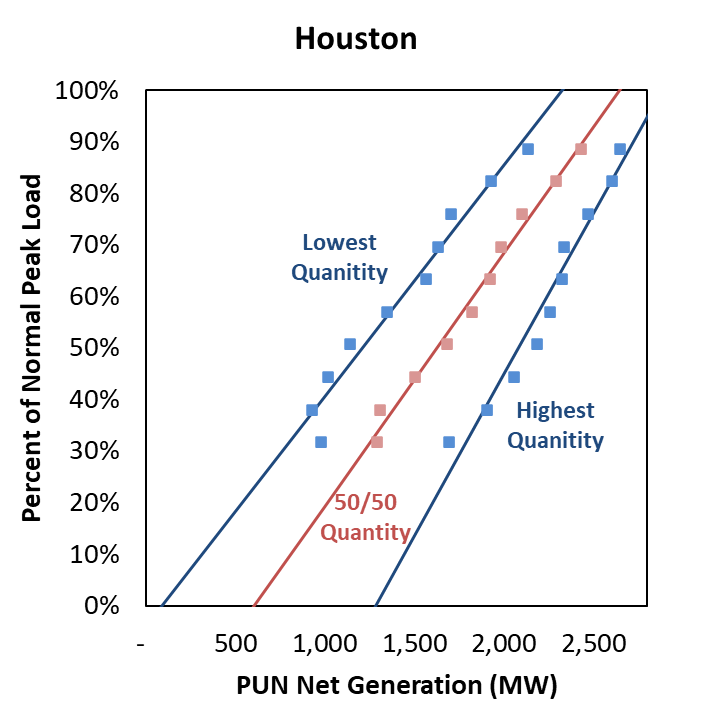 Houston
100%
90%
80%
70%
60%
50%
40%
30%
20%
10%
0%
Percent of Normal Peak Load
Lowest
Quanitity
Highest
Quanitity
50/50
Quantity
- 500 1,000 1,500 2,000 2,500
PUN Net Generation (MW)